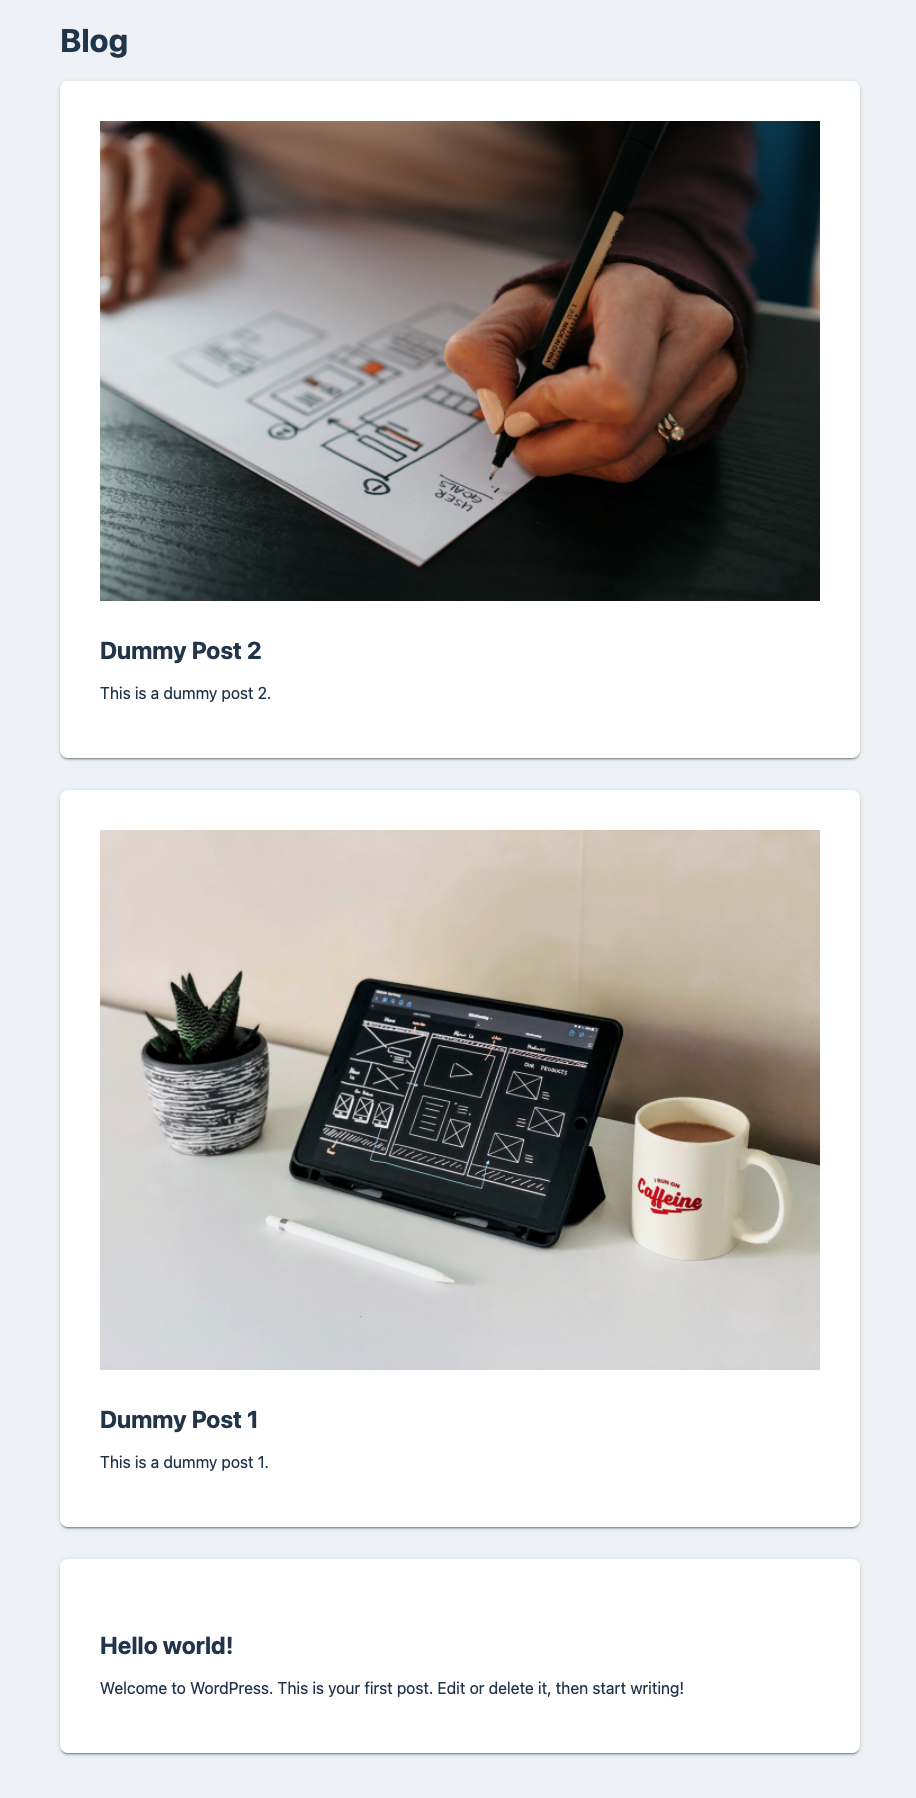 Blog
USER
GOALS
1.
Dummy Post 2
This is a dummy post 2.
OUR PRODUCTS
I RUN ON
Caffeine
Dummy Post 1
This is a dummy post 1.
Hello world!
Welcome to WordPress. This is your first post. Edit or delete it, then start writing!